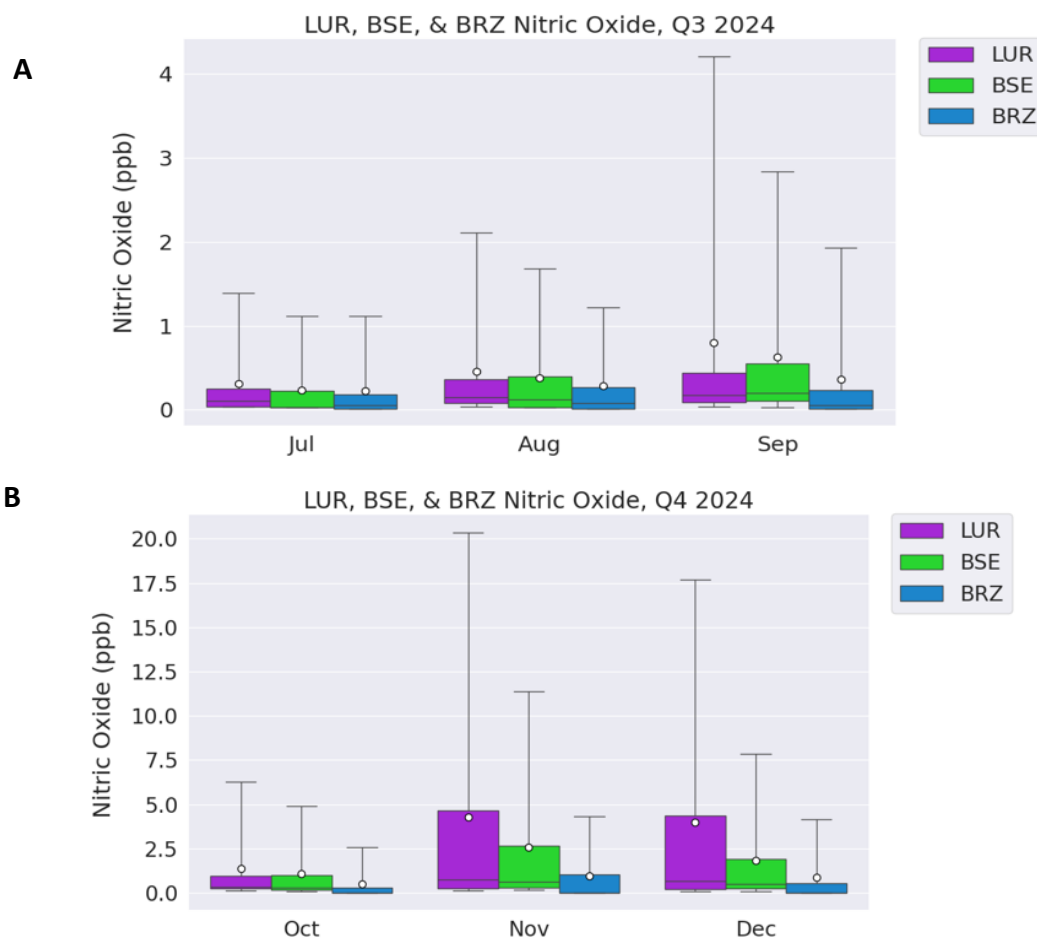 A
LUR, BSE, & BRZ Nitric Oxide, Q3 2024
Nitric Oxide (ppb)
4
3
2
1
0
Jul Aug Sep
LUR
BSE
BRZ
B
LUR, BSE, & BRZ Nitric Oxide, Q4 2024
Nitric Oxide (ppb)
20.0
17.5
15.0
12.5
10.0
7.5
5.0
2.5
0.0
Oct Nov Dec
LUR
BSE
BRZ